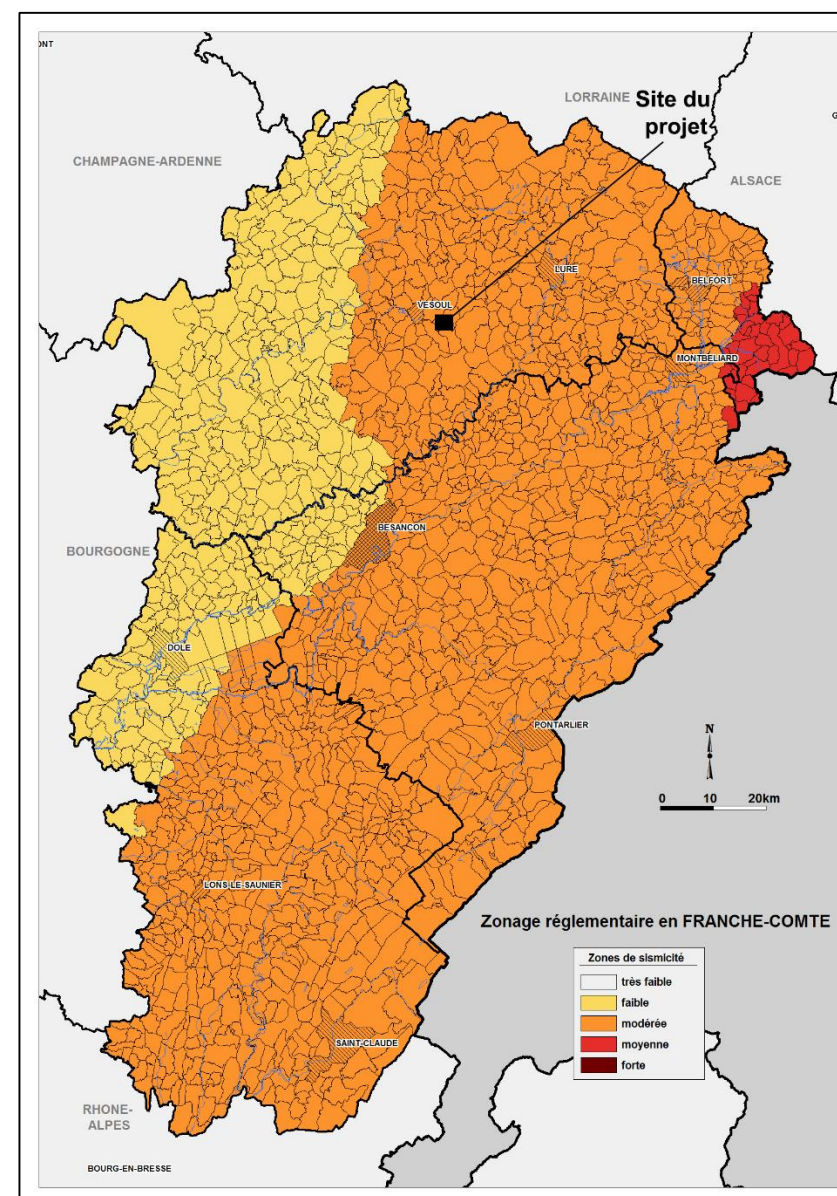 ONT
LORRAINE
Site du
projet
G
CHAMPAGNE-ARDENNE
ALSACE
LURE
BELFORT
VESOUL
MONTBELIARD
BESANCON
BOURGOGNE
DOLE
PONTARLIER
N
0 10 20km
LONS-LE-SAUNIER
Zonage réglementaire en FRANCHE-COMTE
Zones de sismicité
très faible
faible
modérée
moyenne
forte
SAINT-CLAUDE
RHONE-
ALPES
BOURG-EN-BRESSE